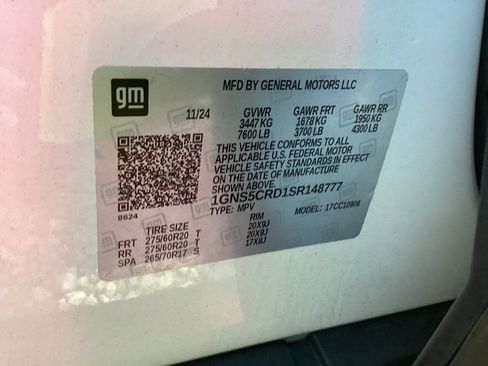 gm
MFD BY GENERAL MOTORS LLC
11/24 GVWR GAWR FRT GAWR RR
3447 KG 1678 KG 1950 KG
7600 LB 3700 LB 4300 LB
THIS VEHICLE CONFORMS TO ALL
APPLICABLE U.S. FEDERAL MOTOR
VEHICLE SAFETY STANDARDS IN EFFECT
ON THE DATE OF MANUFACTURE
SHOWN ABOVE.
1GNS5CRD1SR148777
TYPE: MPV MODEL: 17CC10906
8624
TIRE SIZE RIM
FRT 275/60R20 T 20X9J
RR 275/60R20 T 20X9J
SPA 265/70R17 S 17X8J